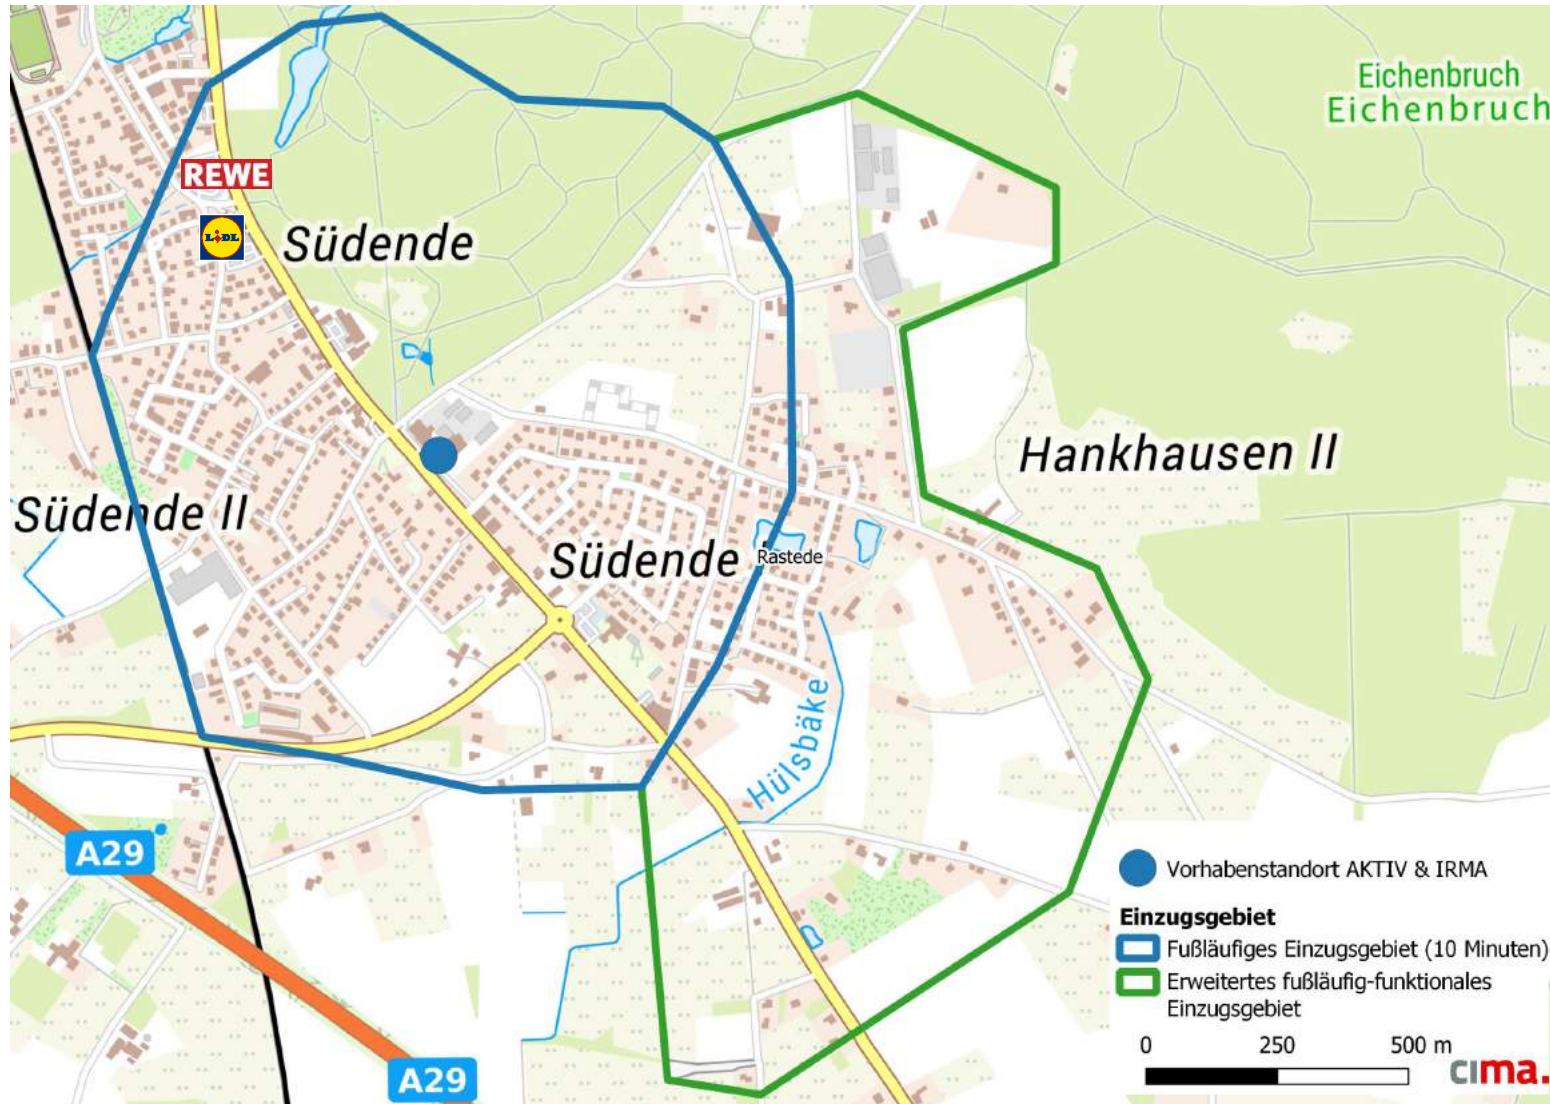 Eichenbruch
Eichenbruch
REWE
LIDL
Südende
Hankhausen II
Südende II
Südende
Rastede
Hülsbäke
A29
A29
Vorhabenstandort AKTIV & IRMA
Einzugsgebiet
Fußläufiges Einzugsgebiet (10 Minuten)
Erweitertes fußläufig-funktionales
Einzugsgebiet
0 250 500 m
cima.